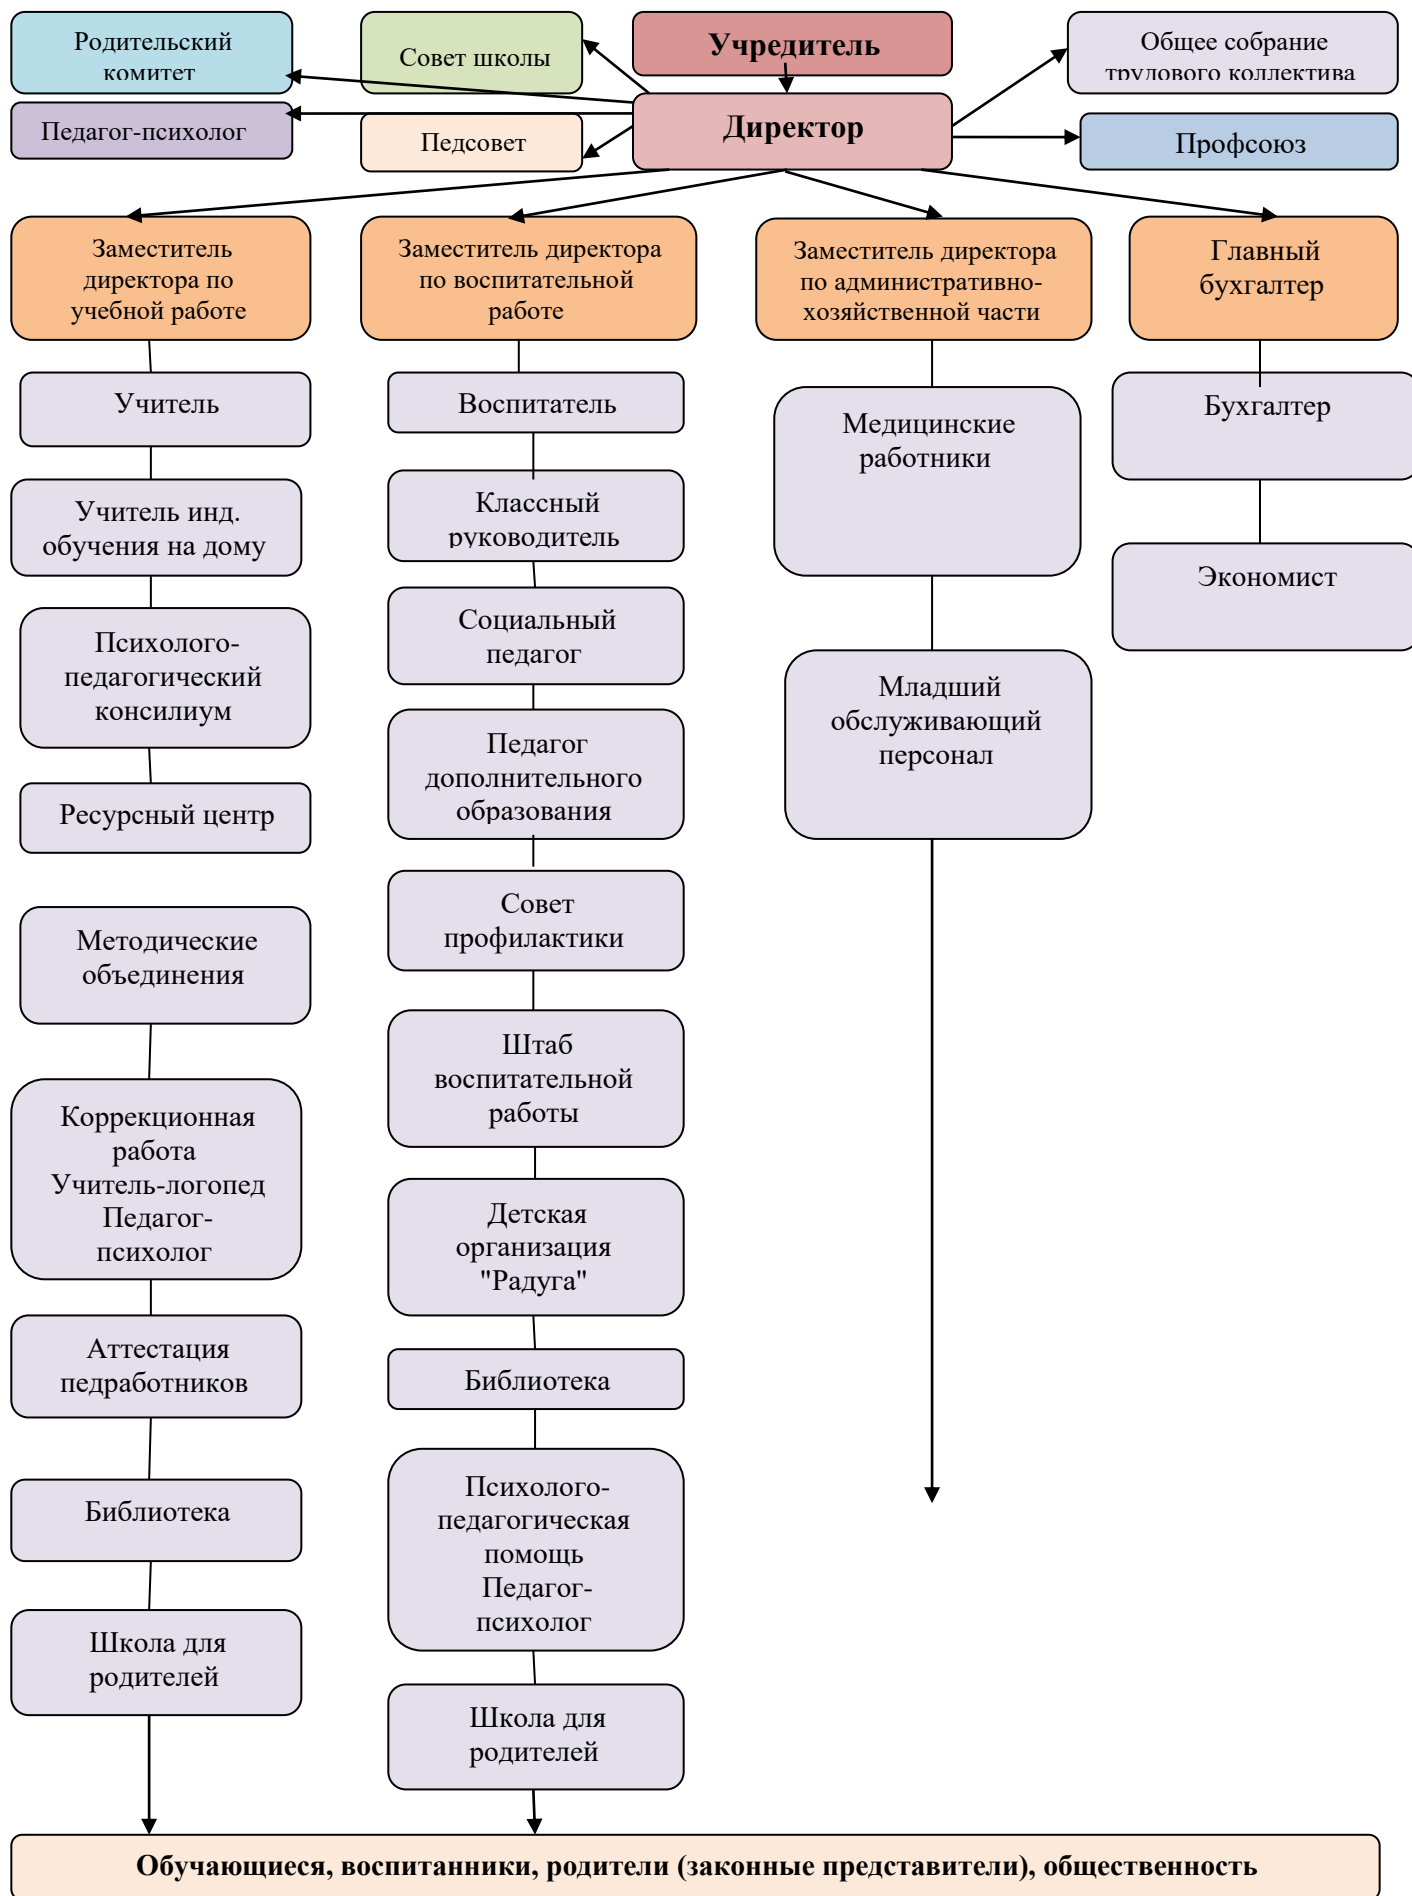 Родительский
комитет
Совет школы
Учредитель
Общее собрание
трудового коллектива
Педагог-психолог
Педсовет
Директор
Профсоюз
Заместитель
директора по
учебной работе
Заместитель директора
по воспитательной
работе
Заместитель директора
по административно-
хозяйственной части
Главный
бухгалтер
Учитель
Учитель инд.
обучения на дому
Психолого-
педагогический
консилиум
Ресурсный центр
Методические
объединения
Коррекционная
работа
Учитель-логопед
Педагог-
психолог
Аттестация
педработников
Библиотека
Школа для
родителей
Воспитатель
Классный
руководитель
Социальный
педагог
Педагог
дополнительного
образования
Совет
профилактики
Штаб
воспитательной
работы
Детская
организация
"Радуга"
Библиотека
Психолого-
педагогическая
помощь
Педагог-
психолог
Школа для
родителей
Медицинские
работники
Младший
обслуживающий
персонал
Бухгалтер
Экономист
Обучающиеся, воспитанники, родители (законные представители), общественность